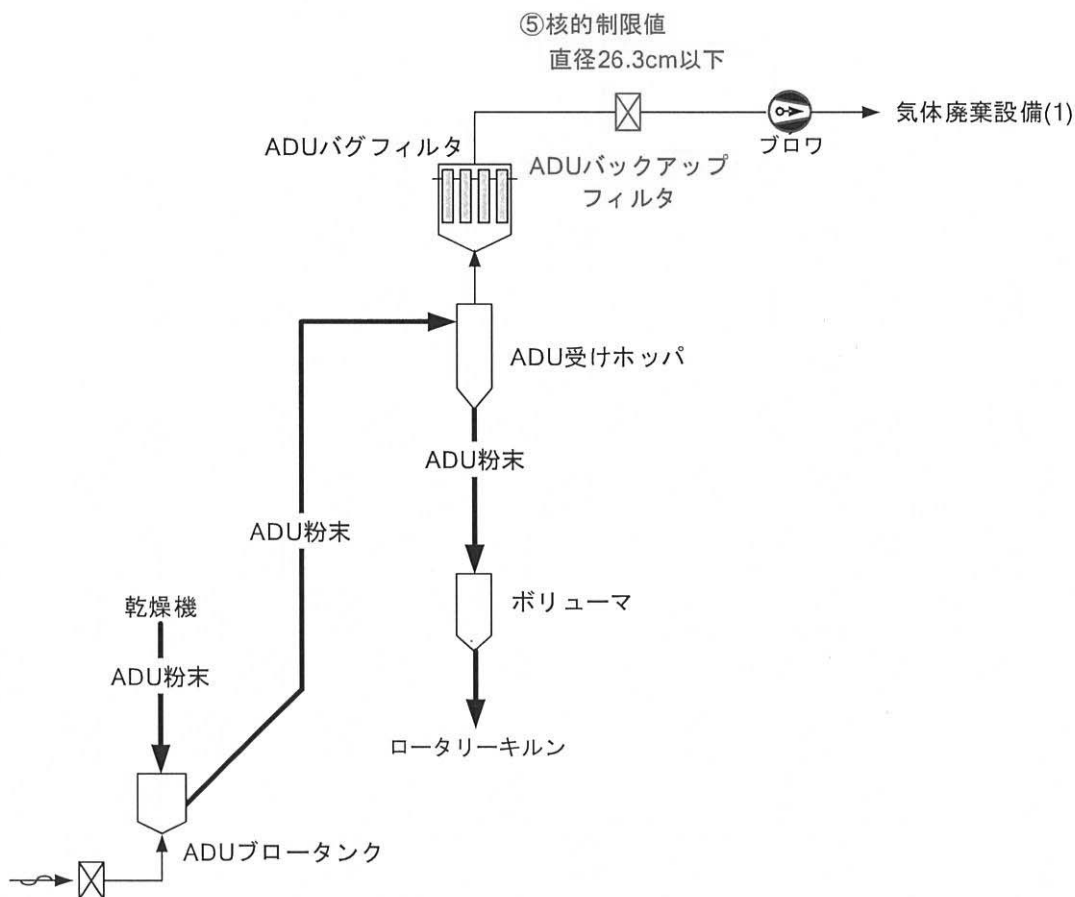 ⑤核的制限値
直径26.3cm以下
気体廃棄設備(1)
ブロワ
ADUバグフィルタ
ADUバックアップ
フィルタ
ADU受けホッパ
ADU粉末
ADU粉末
ボリューマ
乾燥機
ADU粉末
ロータリーキルン
ADUブロータンク